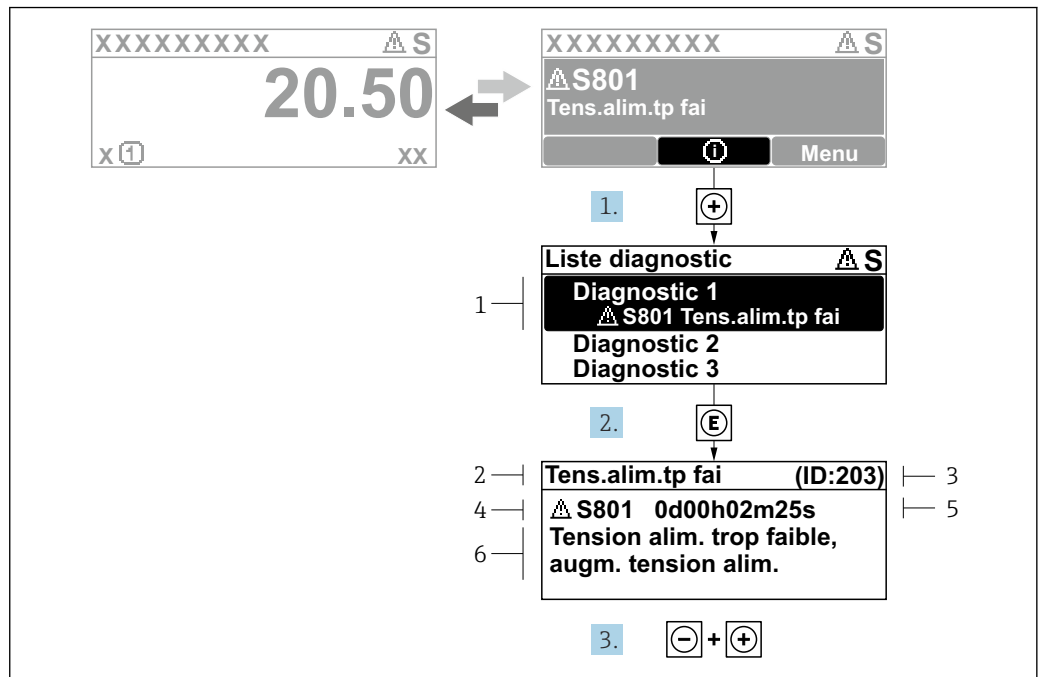 XXXXXXXXX ⚠ S
20.50
x ① xx
XXXXXXXXX ⚠ S
⚠ S801
Tens.alim.tp fai
ⓘ Menu
1. ⊕
Liste diagnostic ⚠ S
1 Diagnostic 1
⚠ S801 Tens.alim.tp fai
Diagnostic 2
Diagnostic 3
2. Ⓔ
2 Tens.alim.tp fai (ID:203) 3
4 ⚠ S801 0d00h02m25s 5
6 Tension alim. trop faible,
augm. tension alim.
3. ⊖ + ⊕